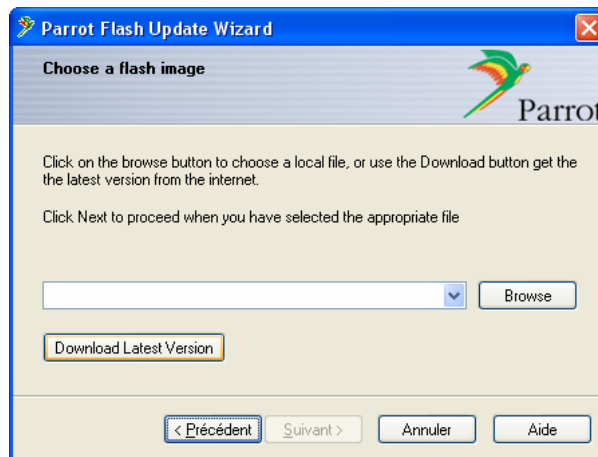 Parrot Flash Update Wizard
Choose a flash image
Parrot
Click on the browse button to choose a local file, or use the Download button get the
the latest version from the internet.
Click Next to proceed when you have selected the appropriate file
Browse
Download Latest Version
< Précédent
Suivant >
Annuler
Aide